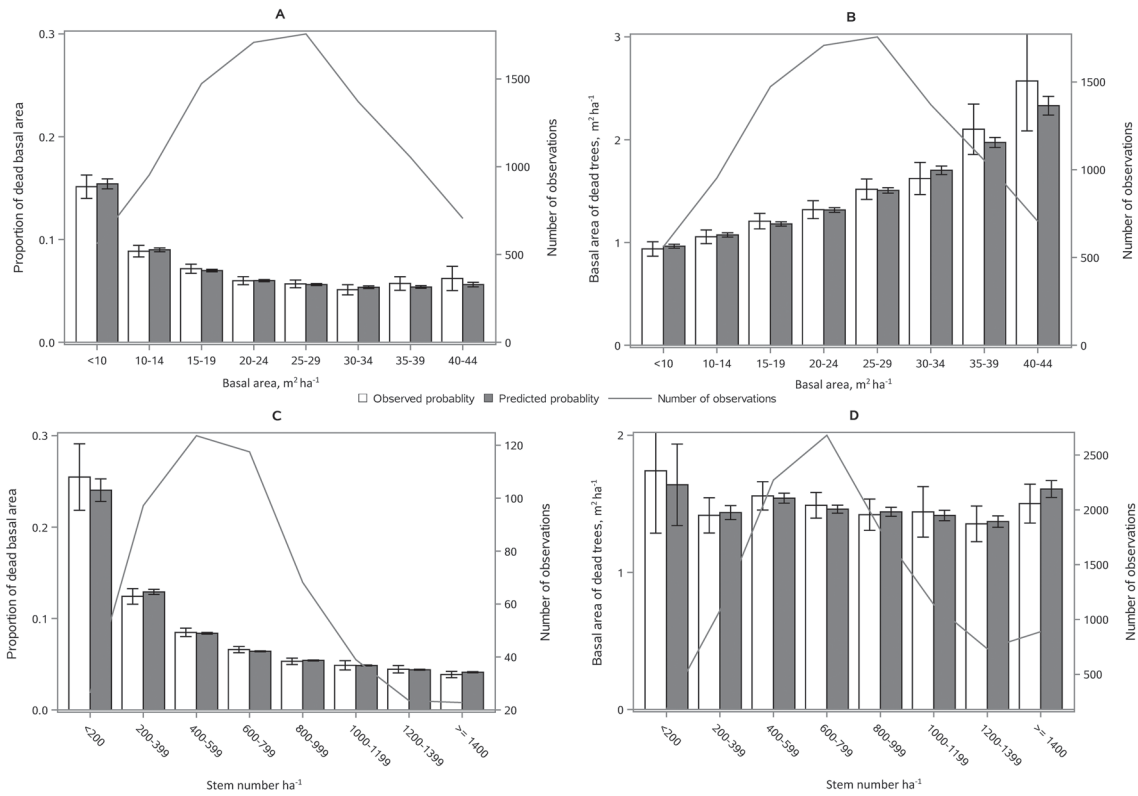 A
Proportion of dead basal area
0.3
0.2
0.1
0.0
1500
1000
500
0
Number of observations
<10 10-14 15-19 20-24 25-29 30-34 35-39 40-44
Basal area, m² ha⁻¹
B
Basal area of dead trees, m² ha⁻¹
3
2
1
0
1500
1000
500
0
Number of observations
<10 10-14 15-19 20-24 25-29 30-34 35-39 40-44
Basal area, m² ha⁻¹
Observed probablity Predicted probablity Number of observations
C
Proportion of dead basal area
0.3
0.2
0.1
0.0
120
100
80
60
40
20
Number of observations
<200 200-399 400-599 600-799 800-999 1000-1199 1200-1399 >= 1400
Stem number ha⁻¹
D
Basal area of dead trees, m² ha⁻¹
2
1
0
2500
2000
1500
1000
500
Number of observations
<200 200-399 400-599 600-799 800-999 1000-1199 1200-1399 >= 1400
Stem number ha⁻¹